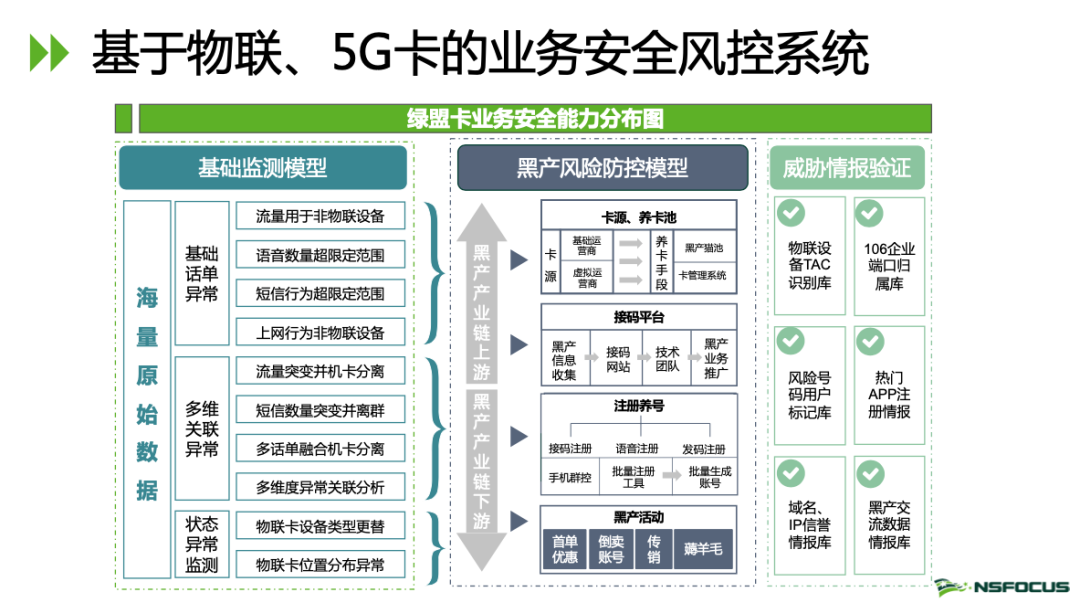 基于物联、5G卡的业务安全风控系统
绿盟卡业务安全能力分布图
基础监测模型
海
量
原
始
数
据
基础
话单
异常
流量用于非物联设备
语音数量超限定范围
短信行为超限定范围
上网行为非物联设备
多维
关联
异常
流量突变并机卡分离
短信数量突变并离群
多话单融合机卡分离
多维度异常关联分析
状态
异常
监测
物联卡设备类型更替
物联卡位置分布异常
黑产风险防控模型
黑
产
产
业
链
上
游
黑
产
产
业
链
下
游
卡源、养卡池
卡
源
基础运
营商
虚拟运
营商
养
卡
手
段
黑产猫池
卡管理系统
接码平台
黑产
信息
收集
接码
网站
技术
团队
黑产
业务
推广
注册养号
接码注册
语音注册
发码注册
手机群控
批量注册
工具
批量生成
账号
黑产活动
首单
优惠
倒卖
账号
传
销
薅羊毛
威胁情报验证
物联设
备TAC
识别库
106企业
端口归
属库
风险号
码用户
标记库
热门
APP注
册情报
域名、
IP信誉
情报库
黑产交
流数据
情报库
NSFOCUS